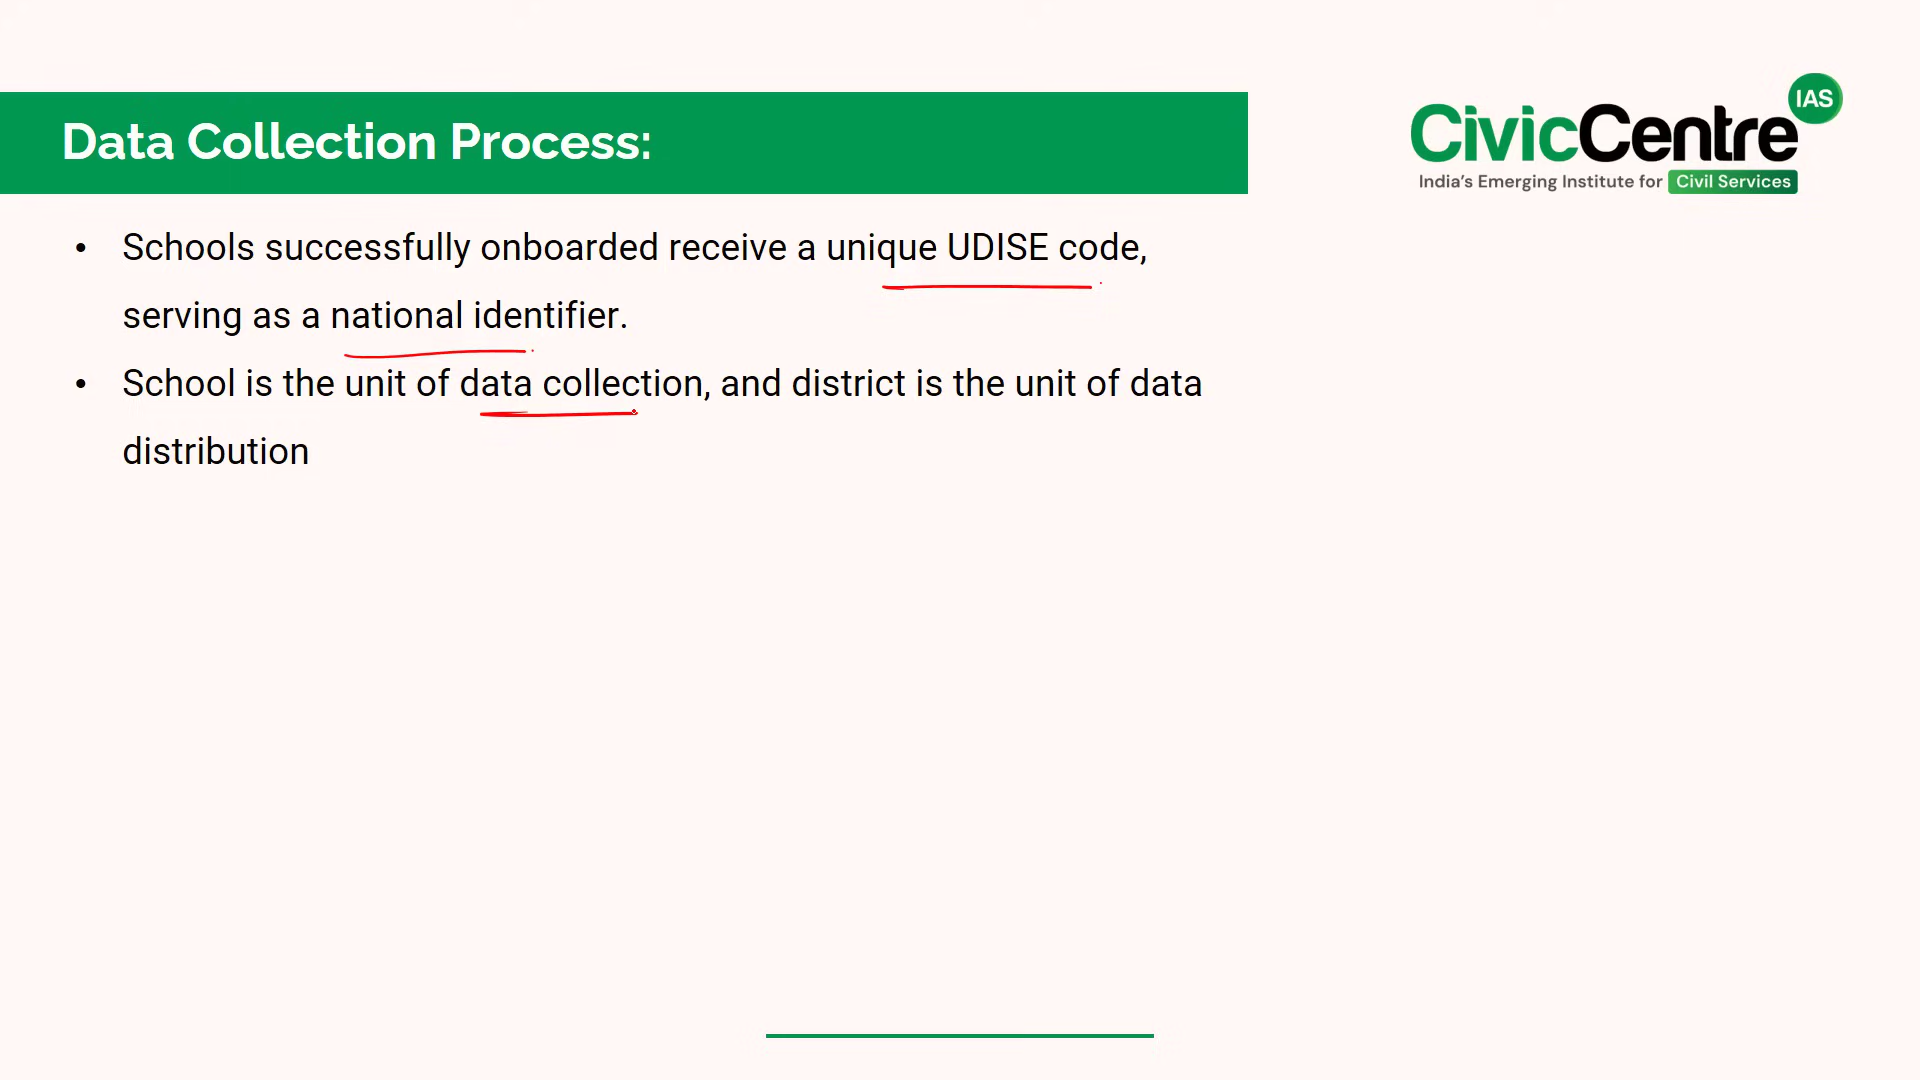 IAS
Data Collection Process:
CivicCentre
India's Emerging Institute for Civil Services
• Schools successfully onboarded receive a unique UDISE code,
serving as a national identifier.
• School is the unit of data collection, and district is the unit of data
distribution